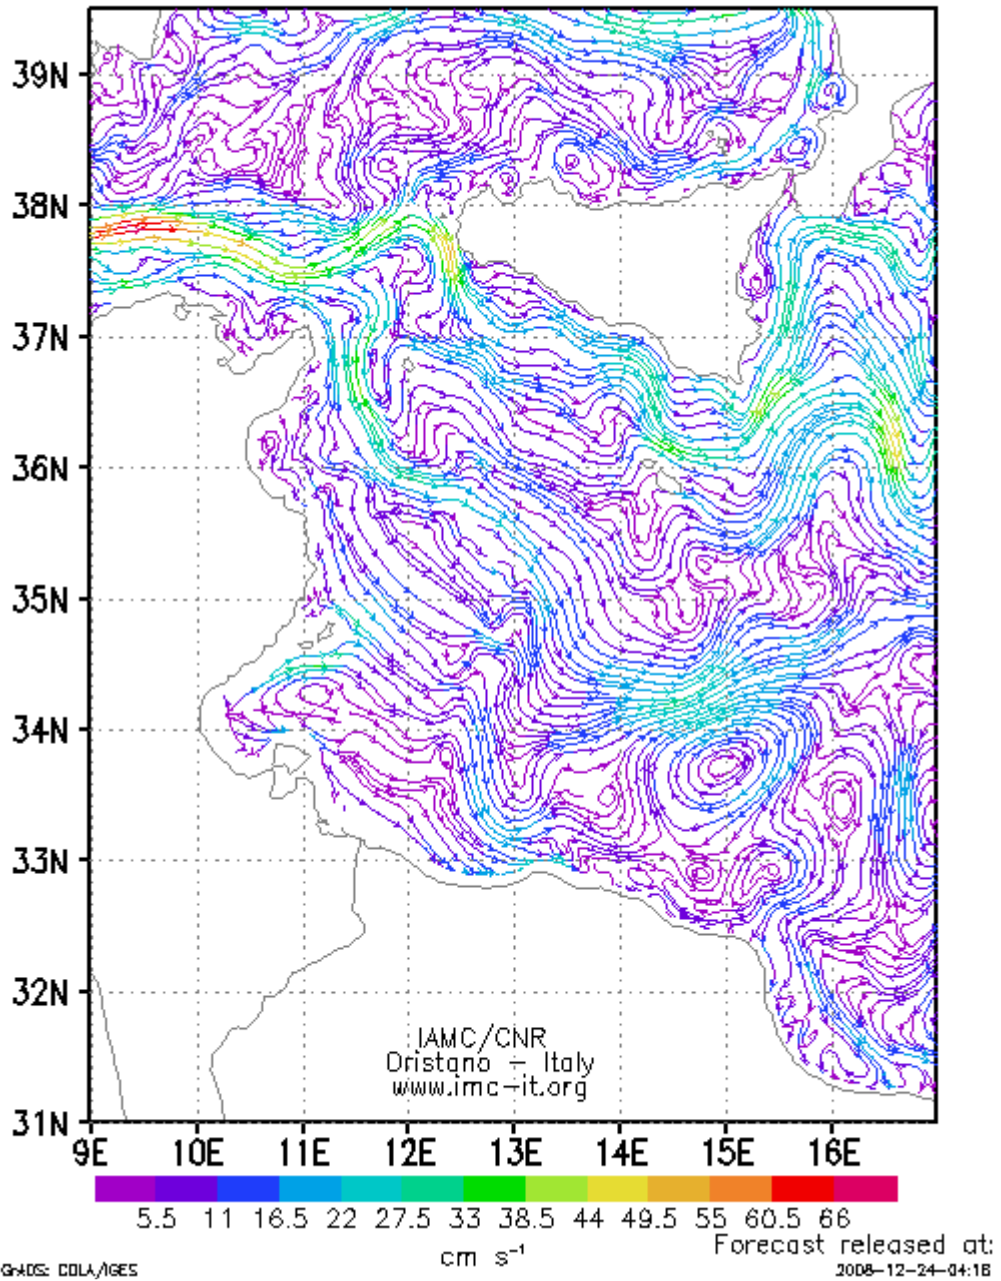 39N
38N
37N
36N
35N
34N
33N
32N
31N
IAMC/CNR
Oristano – Italy
www.imc-it.org
9E 10E 11E 12E 13E 14E 15E 16E
5.5 11 16.5 22 27.5 33 38.5 44 49.5 55 60.5 66
cm s⁻¹
Forecast released at:
GrADS: COLA/IGES
2008-12-24-04:18